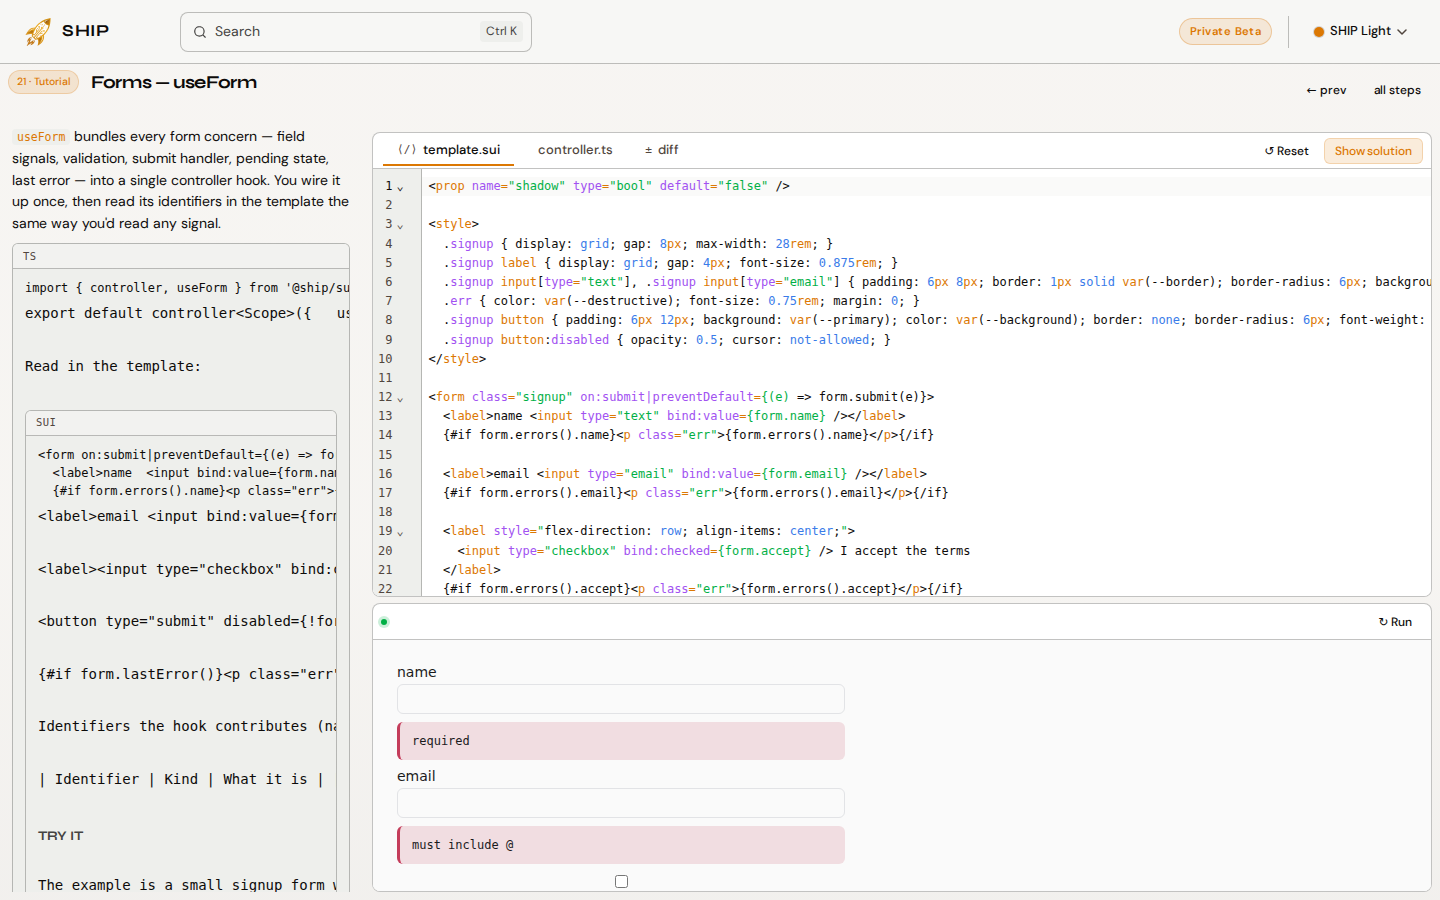 SHIP
Search
Ctrl K
Private Beta
SHIP Light
21 · Tutorial
Forms — useForm
← prev
all steps
useForm bundles every form concern — field
signals, validation, submit handler, pending state,
last error — into a single controller hook. You wire it
up once, then read its identifiers in the template the
same way you'd read any signal.
TS
import { controller, useForm } from '@ship/su
export default controller<Scope>({   us
Read in the template:
SUI
<form on:submit|preventDefault={(e) => fo
  <label>name  <input bind:value={form.nam
  {#if form.errors().name}<p class="err">
<label>email <input bind:value={form
<label><input type="checkbox" bind:c
<button type="submit" disabled={!for
{#if form.lastError()}<p class="err"
Identifiers the hook contributes (na
| Identifier | Kind | What it is |
TRY IT
The example is a small signup form w
⟨/⟩ template.sui
controller.ts
± diff
↺ Reset
Show solution
1 <prop name="shadow" type="bool" default="false" />
2
3 <style>
4   .signup { display: grid; gap: 8px; max-width: 28rem; }
5   .signup label { display: grid; gap: 4px; font-size: 0.875rem; }
6   .signup input[type="text"], .signup input[type="email"] { padding: 6px 8px; border: 1px solid var(--border); border-radius: 6px; backgrou
7   .err { color: var(--destructive); font-size: 0.75rem; margin: 0; }
8   .signup button { padding: 6px 12px; background: var(--primary); color: var(--background); border: none; border-radius: 6px; font-weight:
9   .signup button:disabled { opacity: 0.5; cursor: not-allowed; }
10 </style>
11
12 <form class="signup" on:submit|preventDefault={(e) => form.submit(e)}>
13   <label>name <input type="text" bind:value={form.name} /></label>
14   {#if form.errors().name}<p class="err">{form.errors().name}</p>{/if}
15
16   <label>email <input type="email" bind:value={form.email} /></label>
17   {#if form.errors().email}<p class="err">{form.errors().email}</p>{/if}
18
19   <label style="flex-direction: row; align-items: center;">
20     <input type="checkbox" bind:checked={form.accept} /> I accept the terms
21   </label>
22   {#if form.errors().accept}<p class="err">{form.errors().accept}</p>{/if}
↻ Run
name
required
email
must include @